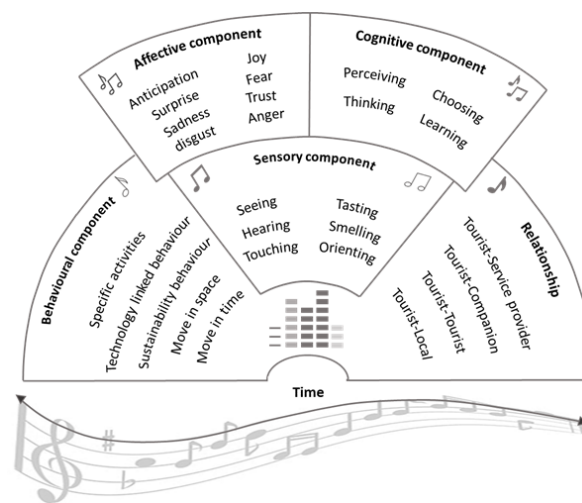 Affective component
Anticipation
Surprise
Sadness
disgust
Joy
Fear
Trust
Anger
Cognitive component
Perceiving
Thinking
Choosing
Learning
Sensory component
Seeing
Hearing
Touching
Tasting
Smelling
Orienting
Behavioural component
Specific activities
Technology linked behaviour
Sustainability behaviour
Move in space
Move in time
Relationship
Tourist-Service provider
Tourist-Companion
Tourist-Tourist
Tourist-Local
Time